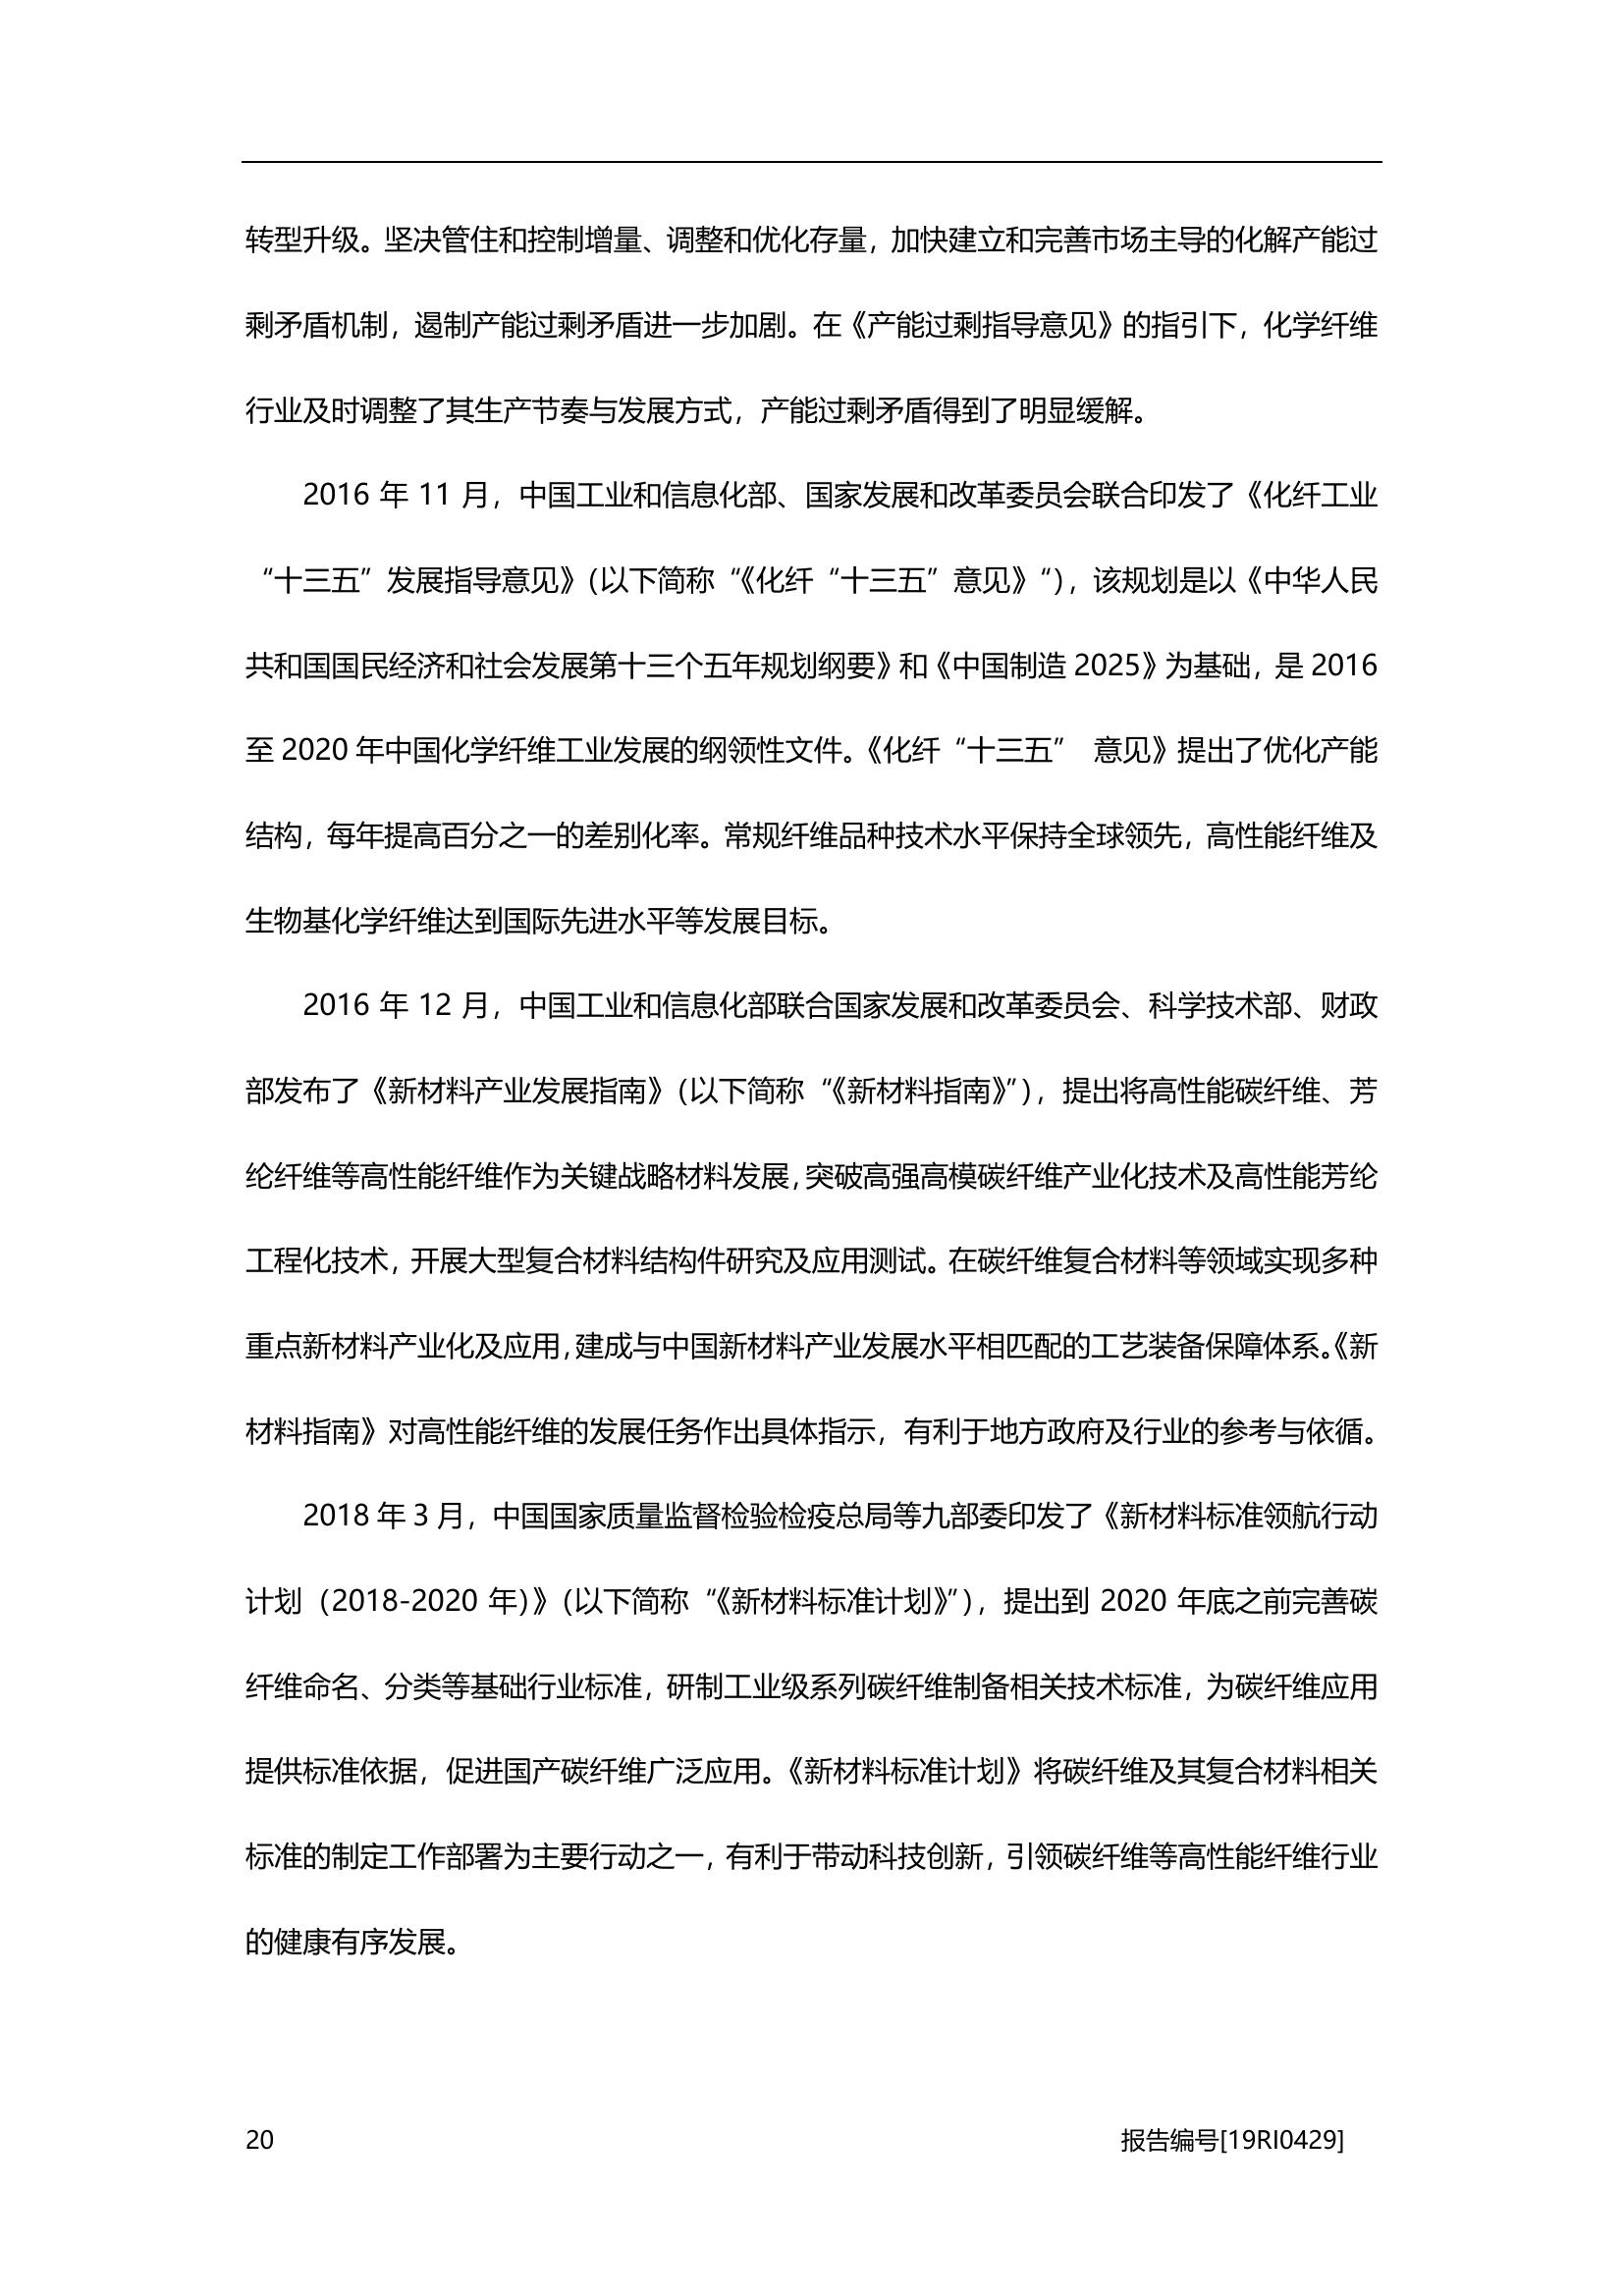 转型升级。坚决管住和控制增量、调整和优化存量，加快建立和完善市场主导的化解产能过
剩矛盾机制，遏制产能过剩矛盾进一步加剧。在《产能过剩指导意见》的指引下，化学纤维
行业及时调整了其生产节奏与发展方式，产能过剩矛盾得到了明显缓解。
2016 年 11 月，中国工业和信息化部、国家发展和改革委员会联合印发了《化纤工业
“十三五”发展指导意见》（以下简称“《化纤“十三五”意见》“），该规划是以《中华人民
共和国国民经济和社会发展第十三个五年规划纲要》和《中国制造 2025》为基础，是 2016
至 2020 年中国化学纤维工业发展的纲领性文件。《化纤“十三五” 意见》提出了优化产能
结构，每年提高百分之一的差别化率。常规纤维品种技术水平保持全球领先，高性能纤维及
生物基化学纤维达到国际先进水平等发展目标。
2016 年 12 月，中国工业和信息化部联合国家发展和改革委员会、科学技术部、财政
部发布了《新材料产业发展指南》（以下简称“《新材料指南》”），提出将高性能碳纤维、芳
纶纤维等高性能纤维作为关键战略材料发展，突破高强高模碳纤维产业化技术及高性能芳纶
工程化技术，开展大型复合材料结构件研究及应用测试。在碳纤维复合材料等领域实现多种
重点新材料产业化及应用，建成与中国新材料产业发展水平相匹配的工艺装备保障体系。《新
材料指南》对高性能纤维的发展任务作出具体指示，有利于地方政府及行业的参考与依循。
2018 年 3 月，中国国家质量监督检验检疫总局等九部委印发了《新材料标准领航行动
计划（2018-2020 年）》（以下简称“《新材料标准计划》”），提出到 2020 年底之前完善碳
纤维命名、分类等基础行业标准，研制工业级系列碳纤维制备相关技术标准，为碳纤维应用
提供标准依据，促进国产碳纤维广泛应用。《新材料标准计划》将碳纤维及其复合材料相关
标准的制定工作部署为主要行动之一，有利于带动科技创新，引领碳纤维等高性能纤维行业
的健康有序发展。
20 报告编号[19RI0429]